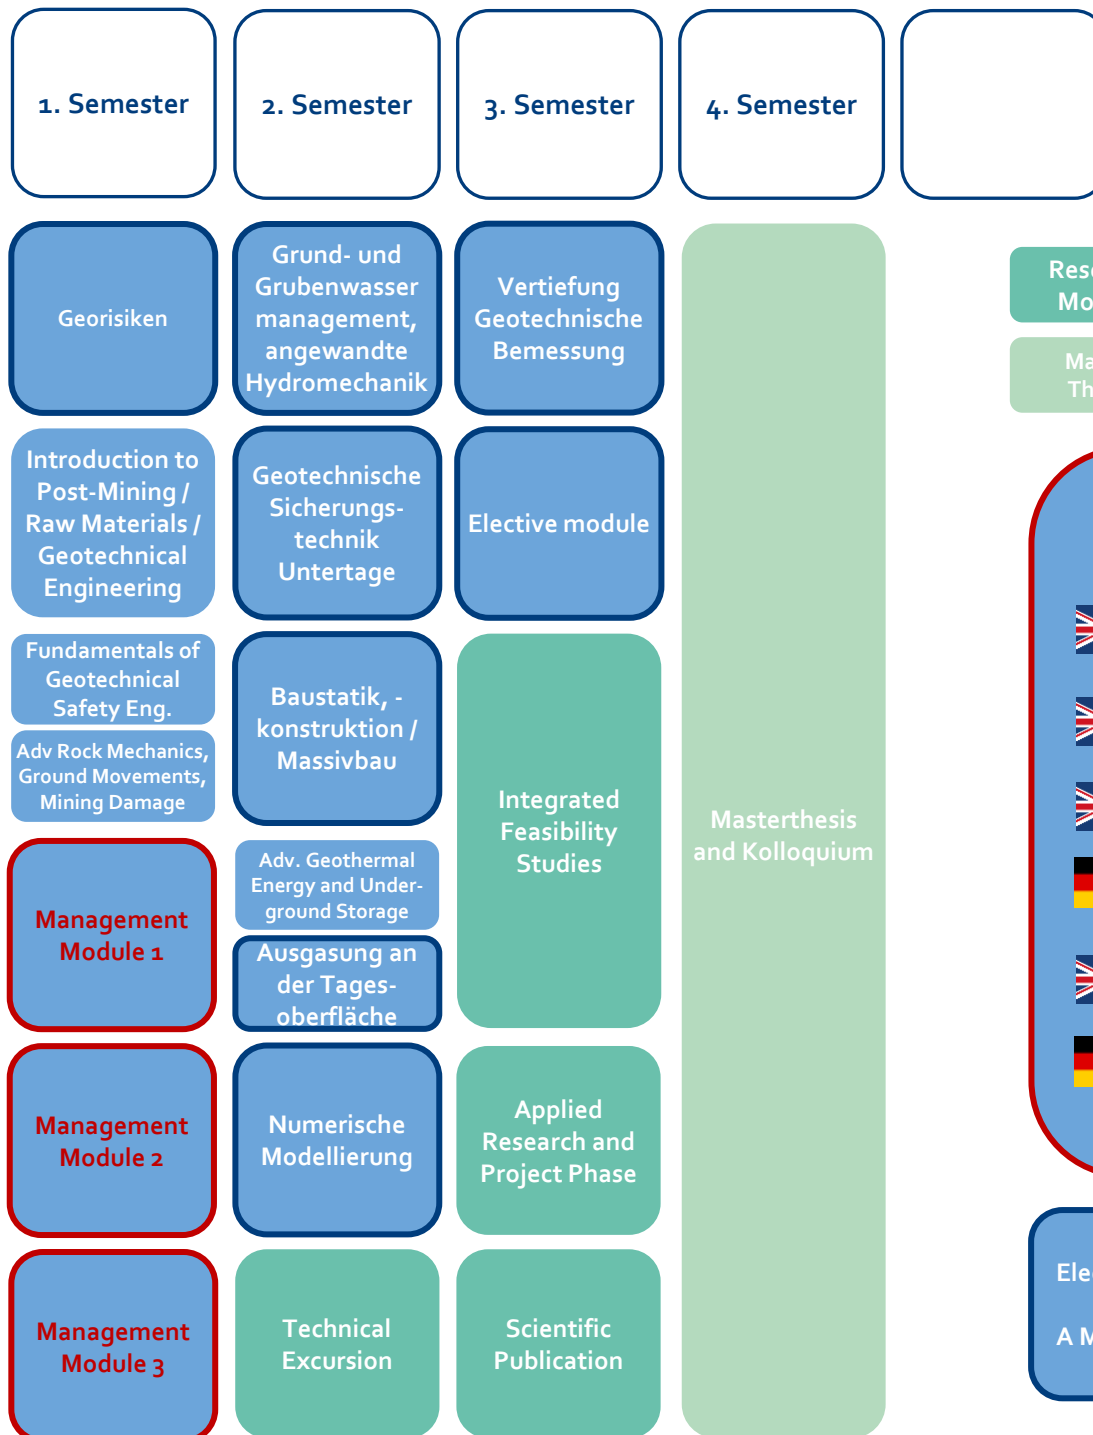 1. Semester
2. Semester
3. Semester
4. Semester
Georisiken
Introduction to
Post-Mining /
Raw Materials /
Geotechnical
Engineering
Fundamentals of
Geotechnical
Safety Eng.
Adv Rock Mechanics,
Ground Movements,
Mining Damage
Management
Module 1
Management
Module 2
Management
Module 3
Grund- und
Grubenwasser
management,
angewandte
Hydromechanik
Geotechnische
Sicherungs-
technik
Untertage
Baustatik, -
konstruktion /
Massivbau
Adv. Geothermal
Energy and Under-
ground Storage
Ausgasung an
der Tages-
oberfläche
Numerische
Modellierung
Technical
Excursion
Vertiefung
Geotechnische
Bemessung
Elective module
Integrated
Feasibility
Studies
Applied
Research and
Project Phase
Scientific
Publication
Masterthesis
and Kolloquium
A